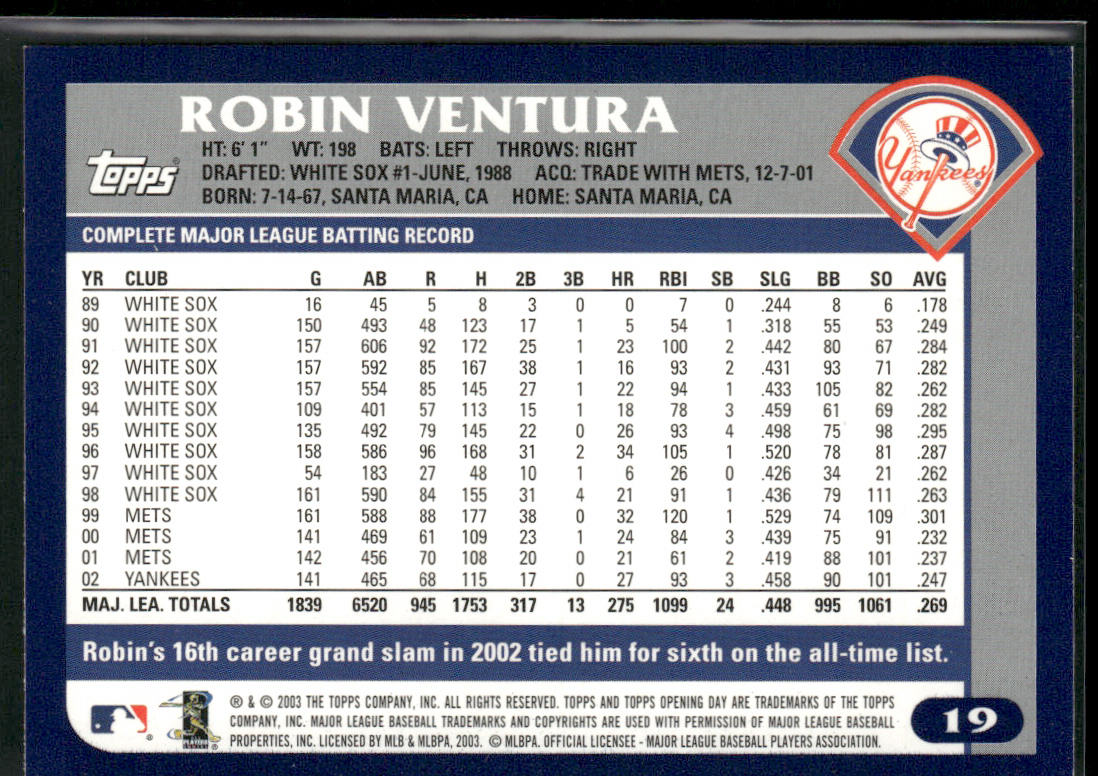 ROBIN VENTURA
Topps
HT: 6' 1" WT: 198 BATS: LEFT THROWS: RIGHT
DRAFTED: WHITE SOX #1-JUNE, 1988 ACQ: TRADE WITH METS, 12-7-01
BORN: 7-14-67, SANTA MARIA, CA HOME: SANTA MARIA, CA
Yankees
COMPLETE MAJOR LEAGUE BATTING RECORD
YR CLUB G AB R H 2B 3B HR RBI SB SLG BB SO AVG
89 WHITE SOX 16 45 5 8 3 0 0 7 0 .244 8 6 .178
90 WHITE SOX 150 493 48 123 17 1 5 54 1 .318 55 53 .249
91 WHITE SOX 157 606 92 172 25 1 23 100 2 .442 80 67 .284
92 WHITE SOX 157 592 85 167 38 1 16 93 2 .431 93 71 .282
93 WHITE SOX 157 554 85 145 27 1 22 94 1 .433 105 82 .262
94 WHITE SOX 109 401 57 113 15 1 18 78 3 .459 61 69 .282
95 WHITE SOX 135 492 79 145 22 0 26 93 4 .498 75 98 .295
96 WHITE SOX 158 586 96 168 31 2 34 105 1 .520 78 81 .287
97 WHITE SOX 54 183 27 48 10 1 6 26 0 .426 34 21 .262
98 WHITE SOX 161 590 84 155 31 4 21 91 1 .436 79 111 .263
99 METS 161 588 88 177 38 0 32 120 1 .529 74 109 .301
00 METS 141 469 61 109 23 1 24 84 3 .439 75 91 .232
01 METS 142 456 70 108 20 0 21 61 2 .419 88 101 .237
02 YANKEES 141 465 68 115 17 0 27 93 3 .458 90 101 .247
MAJ. LEA. TOTALS 1839 6520 945 1753 317 13 275 1099 24 .448 995 1061 .269
Robin's 16th career grand slam in 2002 tied him for sixth on the all-time list.
® & © 2003 THE TOPPS COMPANY, INC. ALL RIGHTS RESERVED. TOPPS AND TOPPS OPENING DAY ARE TRADEMARKS OF THE TOPPS
COMPANY, INC. MAJOR LEAGUE BASEBALL TRADEMARKS AND COPYRIGHTS ARE USED WITH PERMISSION OF MAJOR LEAGUE BASEBALL
PROPERTIES, INC. LICENSED BY MLB & MLBPA, 2003. © MLBPA. OFFICIAL LICENSEE - MAJOR LEAGUE BASEBALL PLAYERS ASSOCIATION.
19